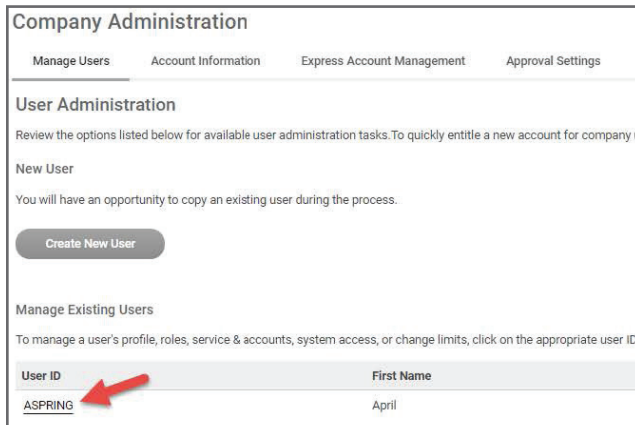 Company Administration
Manage Users Account Information Express Account Management Approval Settings
User Administration
Review the options listed below for available user administration tasks.To quickly entitle a new account for company
New User
You will have an opportunity to copy an existing user during the process.
Create New User
Manage Existing Users
To manage a user's profile, roles, service & accounts, system access, or change limits, click on the appropriate user ID
User ID First Name
ASPRING April